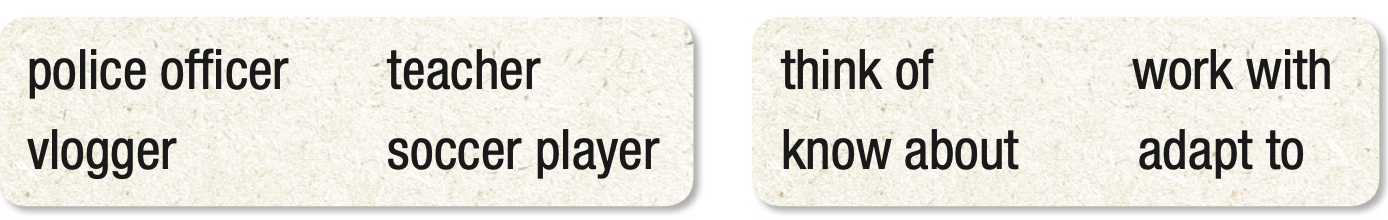 police officer teacher
vlogger soccer player
think of work with
know about adapt to